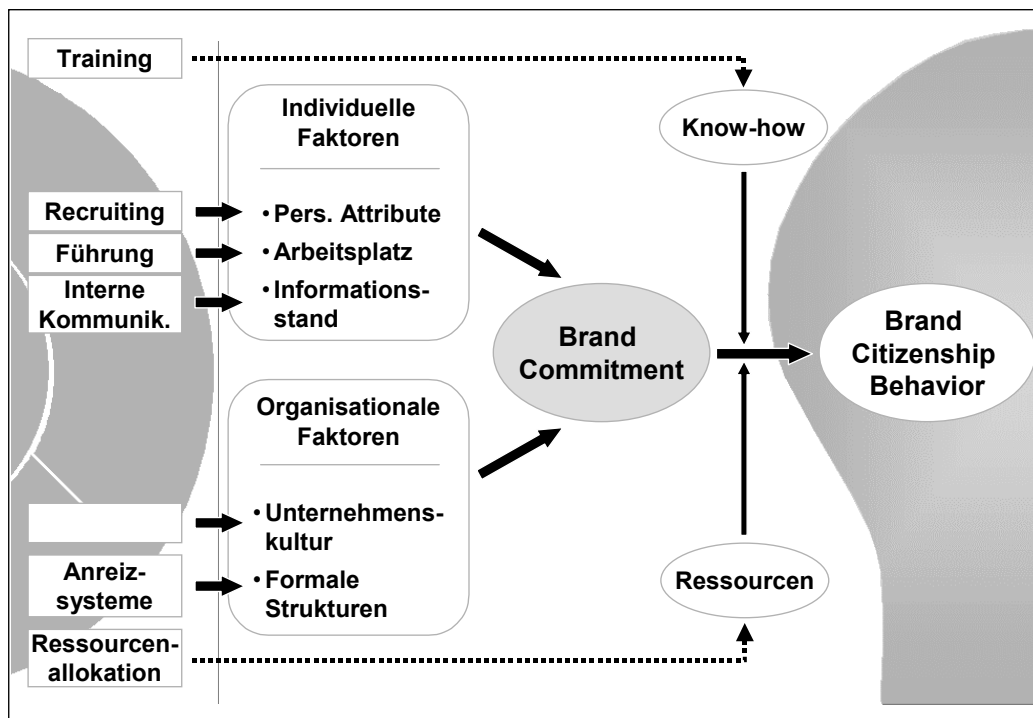 Training
Recruiting
Führung
Interne
Kommunik.
Anreiz-
systeme
Ressourcen-
allokation
Individuelle
Faktoren
• Pers. Attribute
• Arbeitsplatz
• Informations-
stand
Organisationale
Faktoren
• Unternehmens-
kultur
• Formale
Strukturen
Brand
Commitment
Know-how
Ressourcen
Brand
Citizenship
Behavior